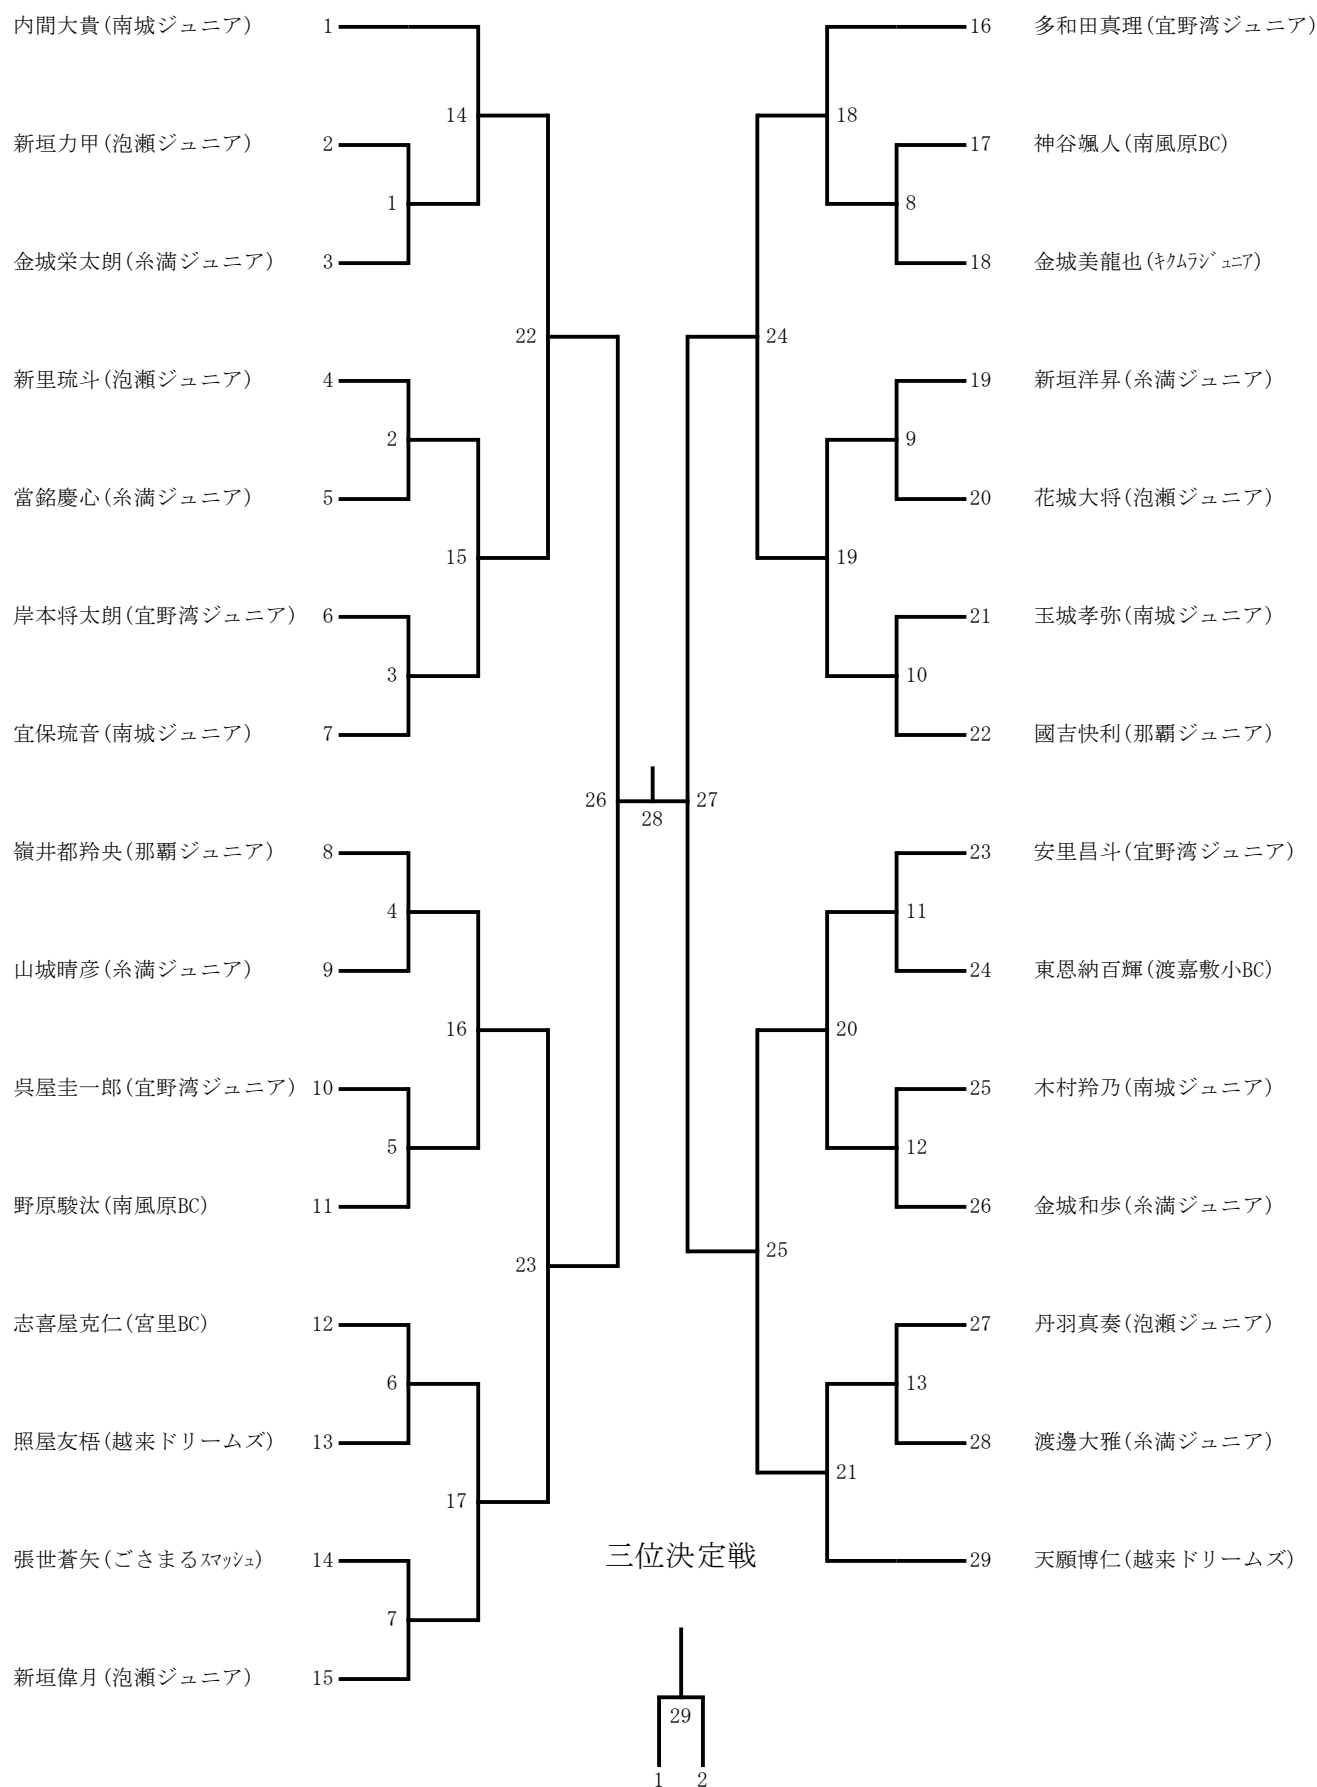 内間大貴(南城ジュニア) 1
新垣力甲(泡瀬ジュニア) 2
金城栄太朗(糸満ジュニア) 3
新里琉斗(泡瀬ジュニア) 4
當銘慶心(糸満ジュニア) 5
岸本将太朗(宜野湾ジュニア) 6
宜保琉音(南城ジュニア) 7
嶺井都羚央(那覇ジュニア) 8
山城晴彦(糸満ジュニア) 9
呉屋圭一郎(宜野湾ジュニア) 10
野原駿汰(南風原BC) 11
志喜屋克仁(宮里BC) 12
照屋友梧(越来ドリームズ) 13
張世蒼矢(ごさまるスマッシュ) 14
新垣偉月(泡瀬ジュニア) 15
1
2
3
4
5
6
7
14
15
16
17
22
23
26
28
27
24
25
18
19
20
21
8
9
10
11
12
13
16 多和田真理(宜野湾ジュニア)
17 神谷颯人(南風原BC)
18 金城美龍也(キクムラジュニア)
19 新垣洋昇(糸満ジュニア)
20 花城大将(泡瀬ジュニア)
21 玉城孝弥(南城ジュニア)
22 國吉快利(那覇ジュニア)
23 安里昌斗(宜野湾ジュニア)
24 東恩納百輝(渡嘉敷小BC)
25 木村羚乃(南城ジュニア)
26 金城和歩(糸満ジュニア)
27 丹羽真奏(泡瀬ジュニア)
28 渡邊大雅(糸満ジュニア)
29 天願博仁(越来ドリームズ)
三位決定戦
29
1 2